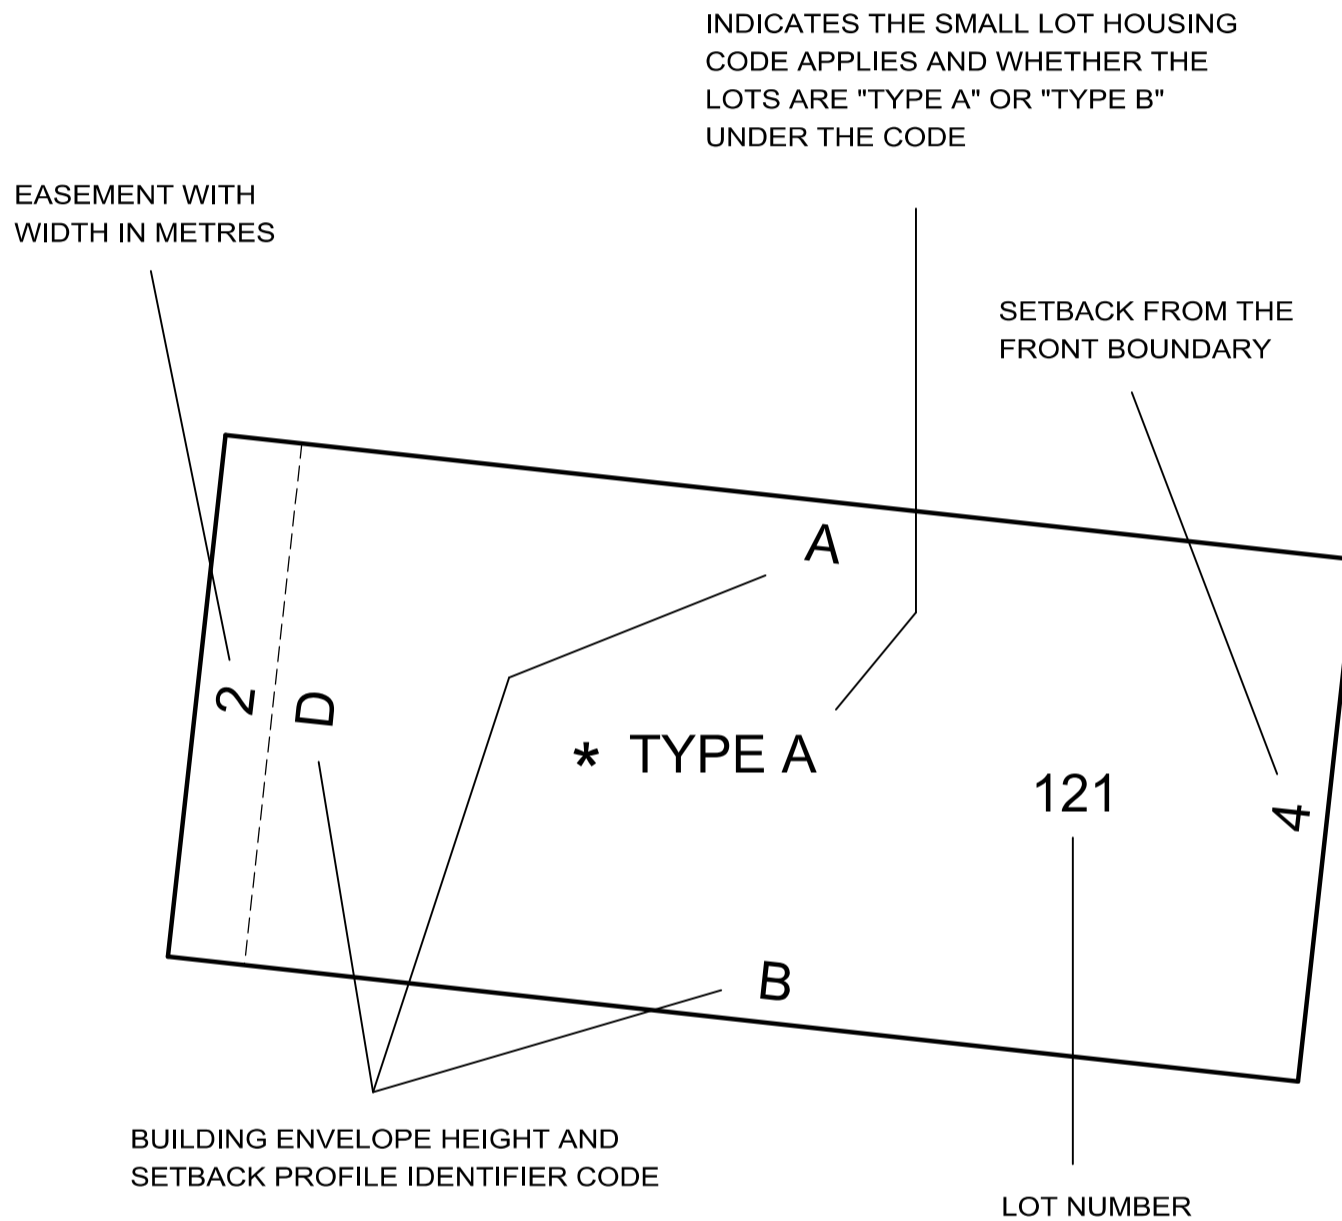 INDICATES THE SMALL LOT HOUSING
CODE APPLIES AND WHETHER THE
LOTS ARE "TYPE A" OR "TYPE B"
UNDER THE CODE
EASEMENT WITH
WIDTH IN METRES
SETBACK FROM THE
FRONT BOUNDARY
A
2
D
* TYPE A
121
4
B
BUILDING ENVELOPE HEIGHT AND
SETBACK PROFILE IDENTIFIER CODE
LOT NUMBER